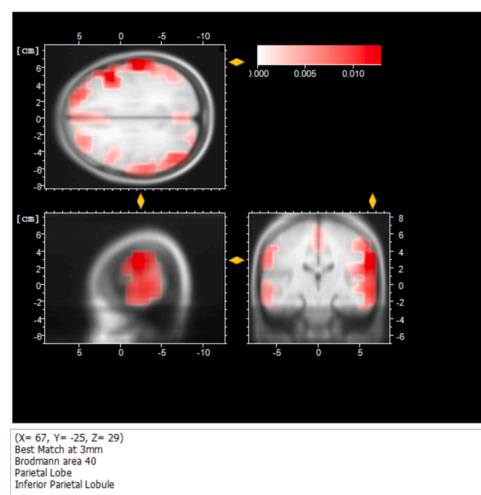 5 0 -5 -10
[cm]
6
4
2
0
-2
-4
-6
-8
0.000 0.005 0.010
[cm]
6
4
2
0
-2
-4
-6
5 0 -5 -10
8
6
4
2
0
-2
-4
-6
-5 0 5
(X= 67, Y= -25, Z= 29)
Best Match at 3mm
Brodmann area 40
Parietal Lobe
Inferior Parietal Lobule